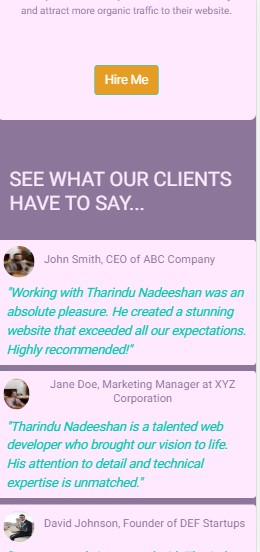 and attract more organic traffic to their website.
Hire Me
SEE WHAT OUR CLIENTS
HAVE TO SAY...
John Smith, CEO of ABC Company
"Working with Tharindu Nadeeshan was an
absolute pleasure. He created a stunning
website that exceeded all our expectations.
Highly recommended!"
Jane Doe, Marketing Manager at XYZ
Corporation
"Tharindu Nadeeshan is a talented web
developer who brought our vision to life.
His attention to detail and technical
expertise is unmatched."
David Johnson, Founder of DEF Startups